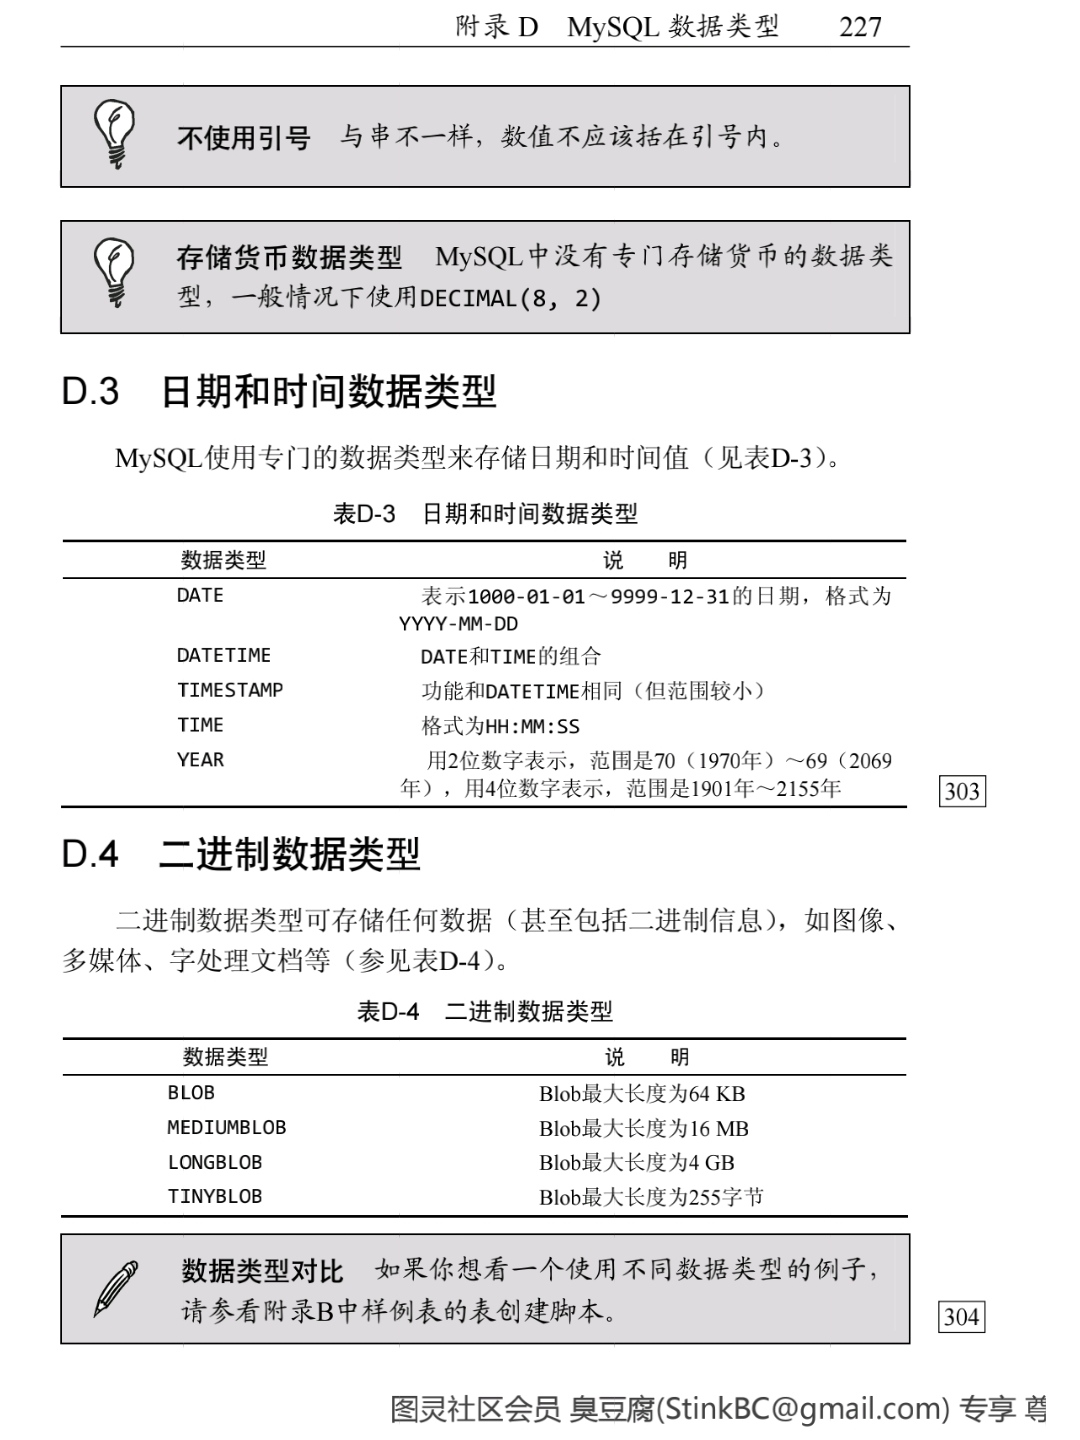 附录 D　MySQL 数据类型　　227
不使用引号　与串不一样，数值不应该括在引号内。
存储货币数据类型　MySQL中没有专门存储货币的数据类
型，一般情况下使用DECIMAL(8, 2)
D.3　日期和时间数据类型
MySQL使用专门的数据类型来存储日期和时间值（见表D-3）。
表D-3　日期和时间数据类型
数据类型　说　　明
DATE　表示1000-01-01～9999-12-31的日期，格式为
YYYY-MM-DD
DATETIME　DATE和TIME的组合
TIMESTAMP　功能和DATETIME相同（但范围较小）
TIME　格式为HH:MM:SS
YEAR　用2位数字表示，范围是70（1970年）～69（2069
年），用4位数字表示，范围是1901年～2155年
303
D.4　二进制数据类型
二进制数据类型可存储任何数据（甚至包括二进制信息），如图像、
多媒体、字处理文档等（参见表D-4）。
表D-4　二进制数据类型
数据类型　说　　明
BLOB　Blob最大长度为64 KB
MEDIUMBLOB　Blob最大长度为16 MB
LONGBLOB　Blob最大长度为4 GB
TINYBLOB　Blob最大长度为255字节
数据类型对比　如果你想看一个使用不同数据类型的例子，
请参看附录B中样例表的表创建脚本。
304
图灵社区会员 臭豆腐(StinkBC@gmail.com) 专享 尊